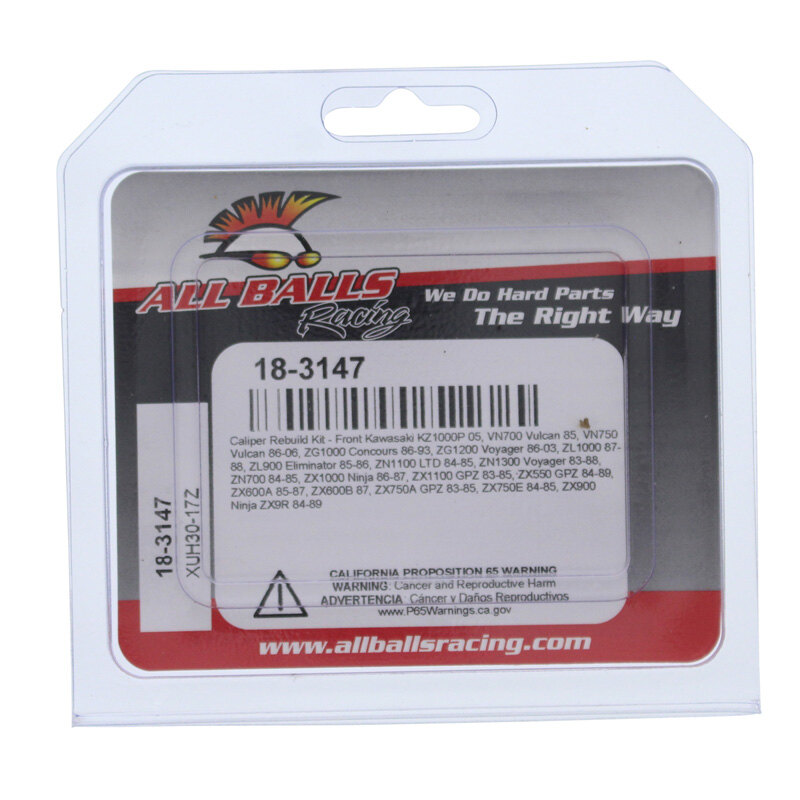 ALL BALLS
Racing
We Do Hard Parts
The Right Way
18-3147
Caliper Rebuild Kit - Front Kawasaki KZ1000P 05, VN700 Vulcan 85, VN750
Vulcan 86-06, ZG1000 Concours 86-93, ZG1200 Voyager 86-03, ZL1000 87-
88, ZL900 Eliminator 85-86, ZN1100 LTD 84-85, ZN1300 Voyager 83-88,
ZN700 84-85, ZX1000 Ninja 86-87, ZX1100 GPZ 83-85, ZX550 GPZ 84-89,
ZX600A 85-87, ZX600B 87, ZX750A GPZ 83-85, ZX750E 84-85, ZX900
Ninja ZX9R 84-89
18-3147
XUH30-17Z
CALIFORNIA PROPOSITION 65 WARNING
WARNING: Cancer and Reproductive Harm
ADVERTENCIA: Cáncer y Daños Reproductivos
www.P65Warnings.ca.gov
www.allballsracing.com